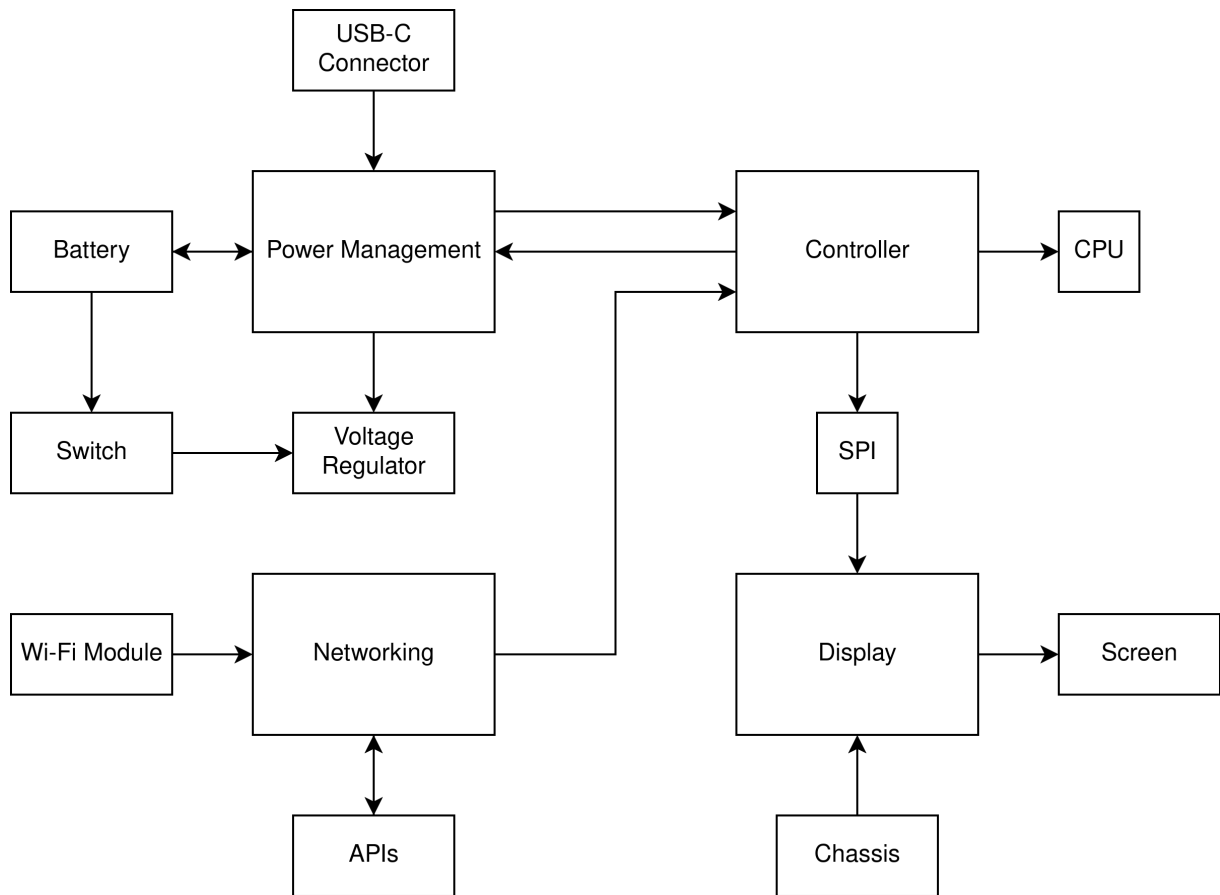 USB-C
Connector
Battery
Power Management
Controller
CPU
Switch
Voltage
Regulator
SPI
Wi-Fi Module
Networking
Display
Screen
APIs
Chassis